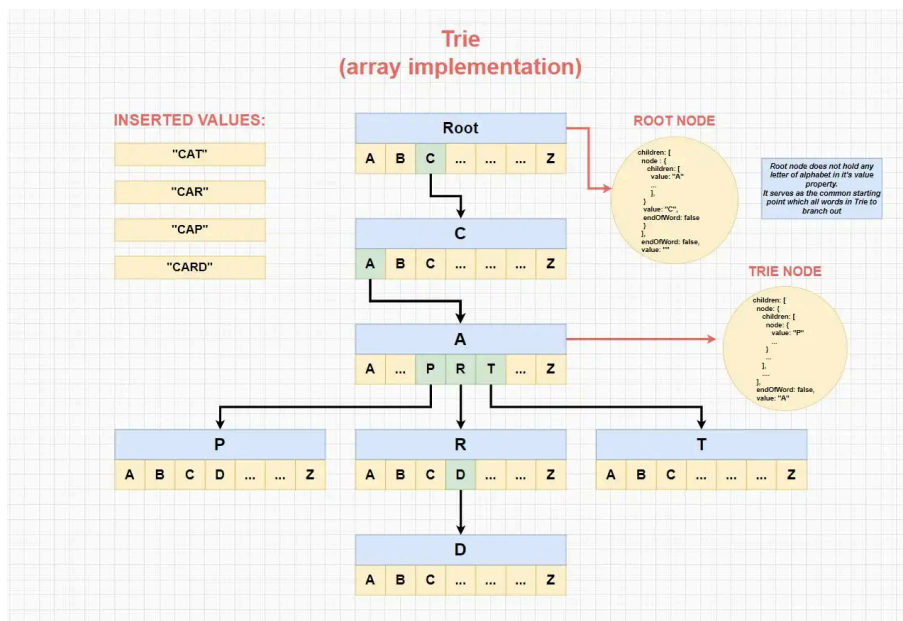 Trie
(array implementation)
INSERTED VALUES:
"CAT"
"CAR"
"CAP"
"CARD"
Root
A B C ... ... ... Z
ROOT NODE
children: [
node : {
children: [
value: "A"
...
],
}
value: "C",
endOfWord: false
}
],
endOfWord: false,
value: ""
Root node does not hold any
letter of alphabet in it's value
property.
It serves as the common starting
point which all words in Trie to
branch out
C
A B C ... ... ... Z
TRIE NODE
children: [
node: {
children: [
node: {
value: "P"
...
}
...
],
....
],
endOfWord: false,
value: "A"
A
A ... P R T ... Z
P
A B C D ... ... Z
R
A B C D ... ... Z
T
A B C ... ... ... Z
D
A B C ... ... ... Z